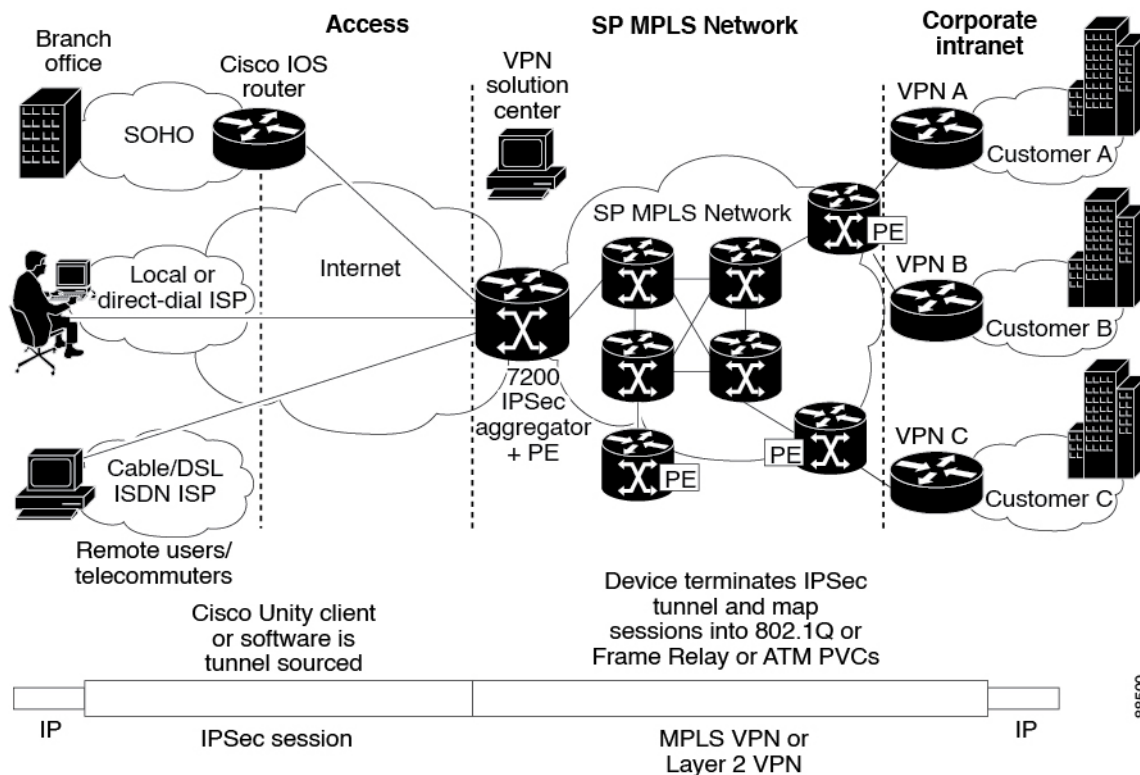 Access
SP MPLS Network
Corporate
intranet
Branch
office
Cisco IOS
router
VPN
solution
center
VPN A
SOHO
Customer A
SP MPLS Network
PE
Internet
Local or
direct-dial ISP
VPN B
Customer B
7200
IPSec
aggregator
+ PE
VPN C
PE
PE
Cable/DSL
ISDN ISP
Customer C
Remote users/
telecommuters
Cisco Unity client
or software is
tunnel sourced
Device terminates IPSec
tunnel and map
sessions into 802.1Q or
Frame Relay or ATM PVCs
IP
IPSec session
MPLS VPN or
Layer 2 VPN
IP